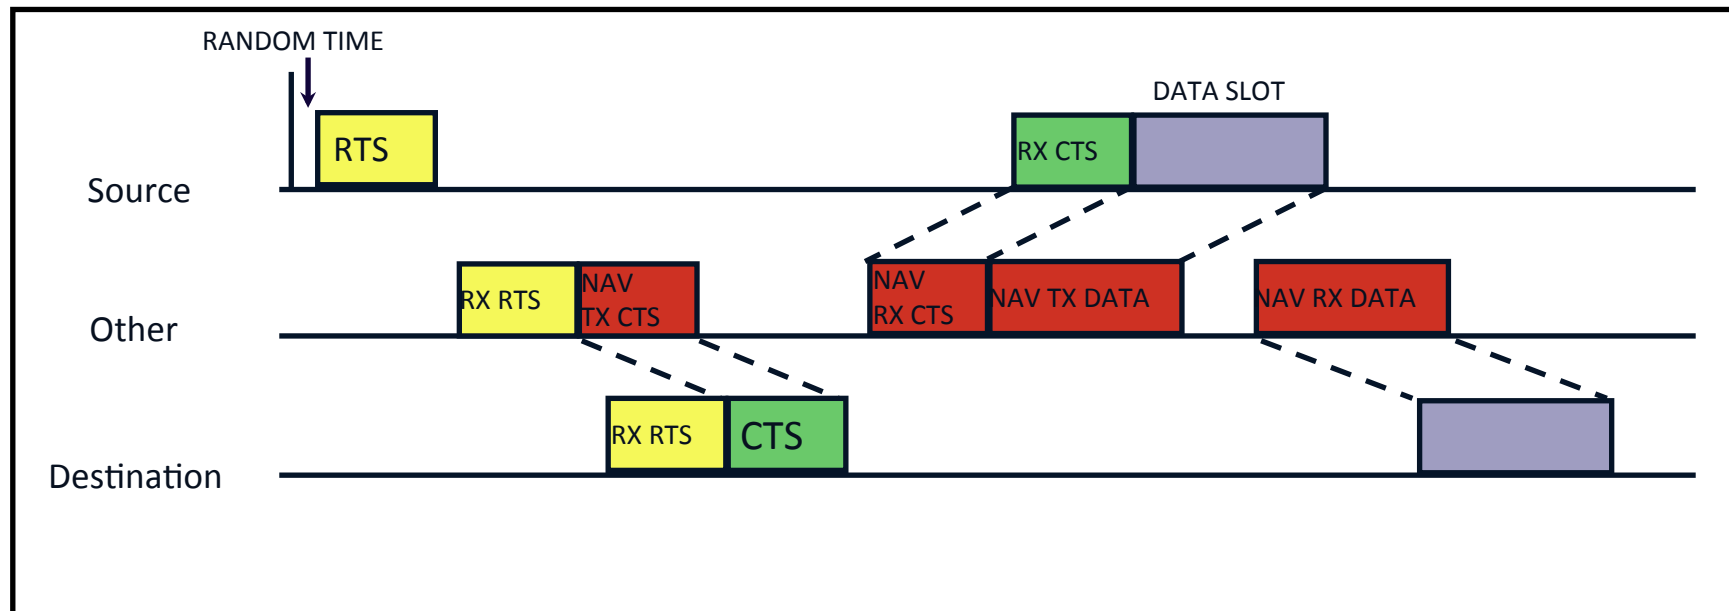 RANDOM TIME
DATA SLOT
RTS
RX CTS
Source
RX RTS
NAV
TX CTS
NAV
RX CTS
NAV TX DATA
NAV RX DATA
Other
RX RTS
CTS
Destination